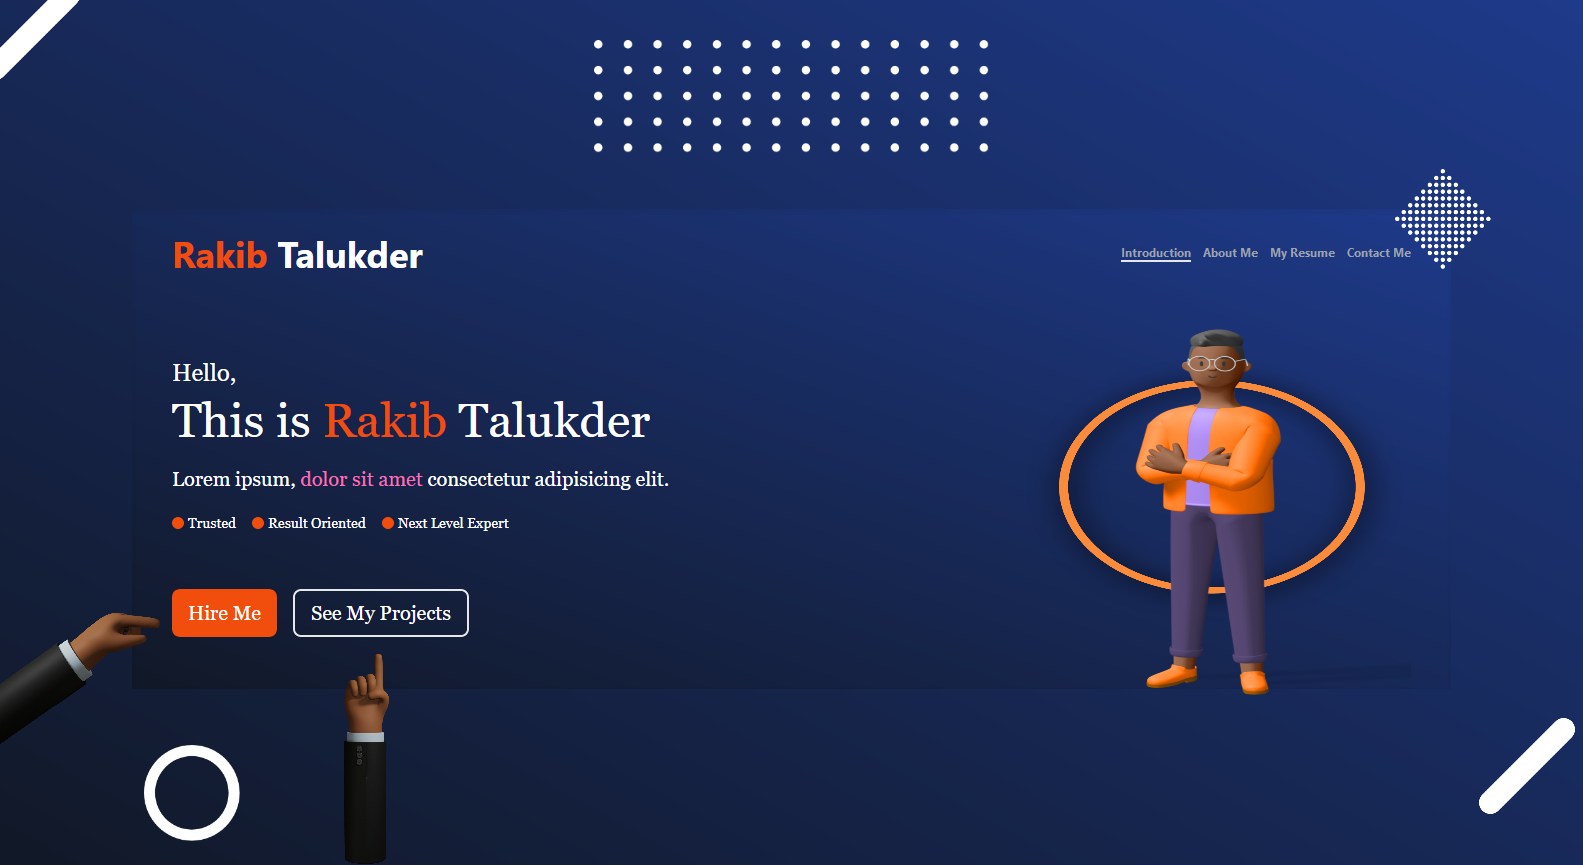 Rakib Talukder
Introduction About Me My Resume Contact Me
Hello,
This is Rakib Talukder
Lorem ipsum, dolor sit amet consectetur adipisicing elit.
Trusted Result Oriented Next Level Expert
Hire Me See My Projects